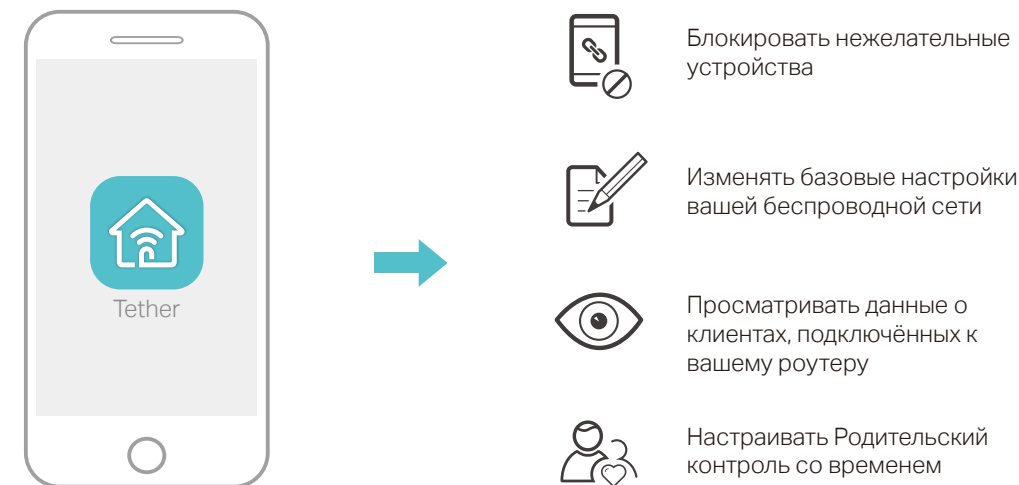 Tether
Блокировать нежелательные
устройства
Изменять базовые настройки
вашей беспроводной сети
Просматривать данные о
клиентах, подключённых к
вашему роутеру
Настраивать Родительский
контроль со временем